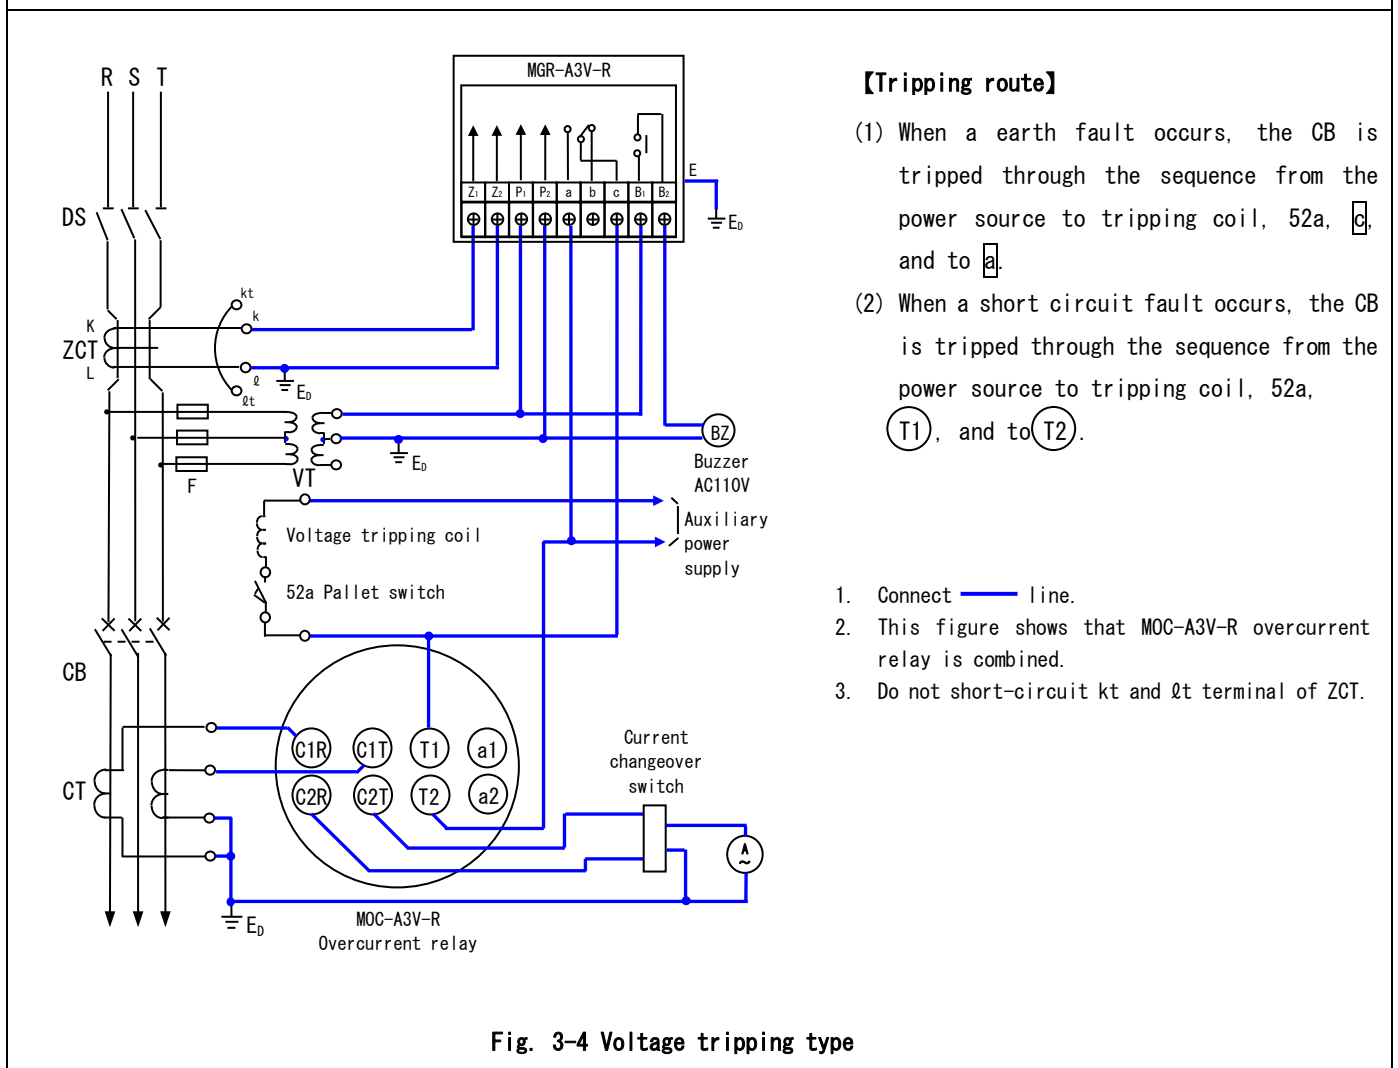 R S T
MGR-A3V-R
Z1 Z2 P1 P2 a b c B1 B2
E
ED
DS
kt
k
K
ZCT
L
ℓ
ED
ℓt
F
VT
ED
BZ
Buzzer
AC110V
Voltage tripping coil
Auxiliary
power
supply
52a Pallet switch
CB
C1R C1T T1 a1
C2R C2T T2 a2
CT
Current
changeover
switch
A
~
ED
MOC-A3V-R
Overcurrent relay
【Tripping route】
(1) When a earth fault occurs, the CB is
tripped through the sequence from the
power source to tripping coil, 52a, c,
and to a.
(2) When a short circuit fault occurs, the CB
is tripped through the sequence from the
power source to tripping coil, 52a,
T1, and to T2.
1. Connect line.
2. This figure shows that MOC-A3V-R overcurrent
relay is combined.
3. Do not short-circuit kt and ℓt terminal of ZCT.
Fig. 3-4 Voltage tripping type